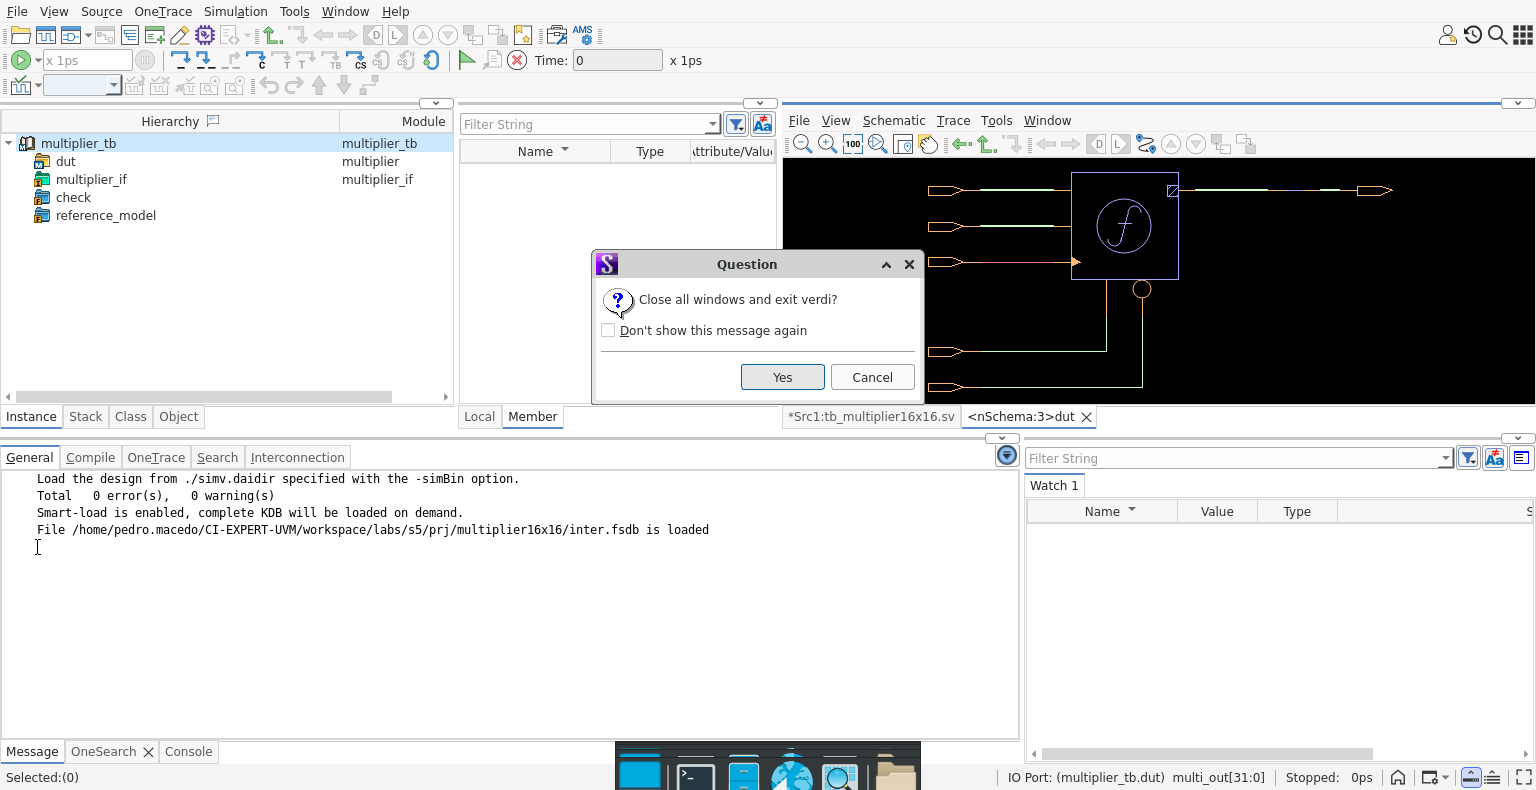 File View Source OneTrace Simulation Tools Window Help
x 1ps Time: 0 x 1ps
Hierarchy Module
multiplier_tb multiplier_tb
dut multiplier
multiplier_if multiplier_if
check
reference_model
Instance Stack Class Object
Filter String
Name Type Attribute/Value
Local Member
File View Schematic Trace Tools Window
100
*Src1:tb_multiplier16x16.sv <nSchema:3>dut
Question
Close all windows and exit verdi?
Don't show this message again
Yes Cancel
General Compile OneTrace Search Interconnection
Load the design from ./simv.daidir specified with the -simBin option.
Total 0 error(s), 0 warning(s)
Smart-load is enabled, complete KDB will be loaded on demand.
File /home/pedro.macedo/CI-EXPERT-UVM/workspace/labs/s5/prj/multiplier16x16/inter.fsdb is loaded
Message OneSearch Console
Filter String
Watch 1
Name Value Type S
Selected:(0) IO Port: (multiplier_tb.dut) multi_out[31:0] Stopped: 0ps